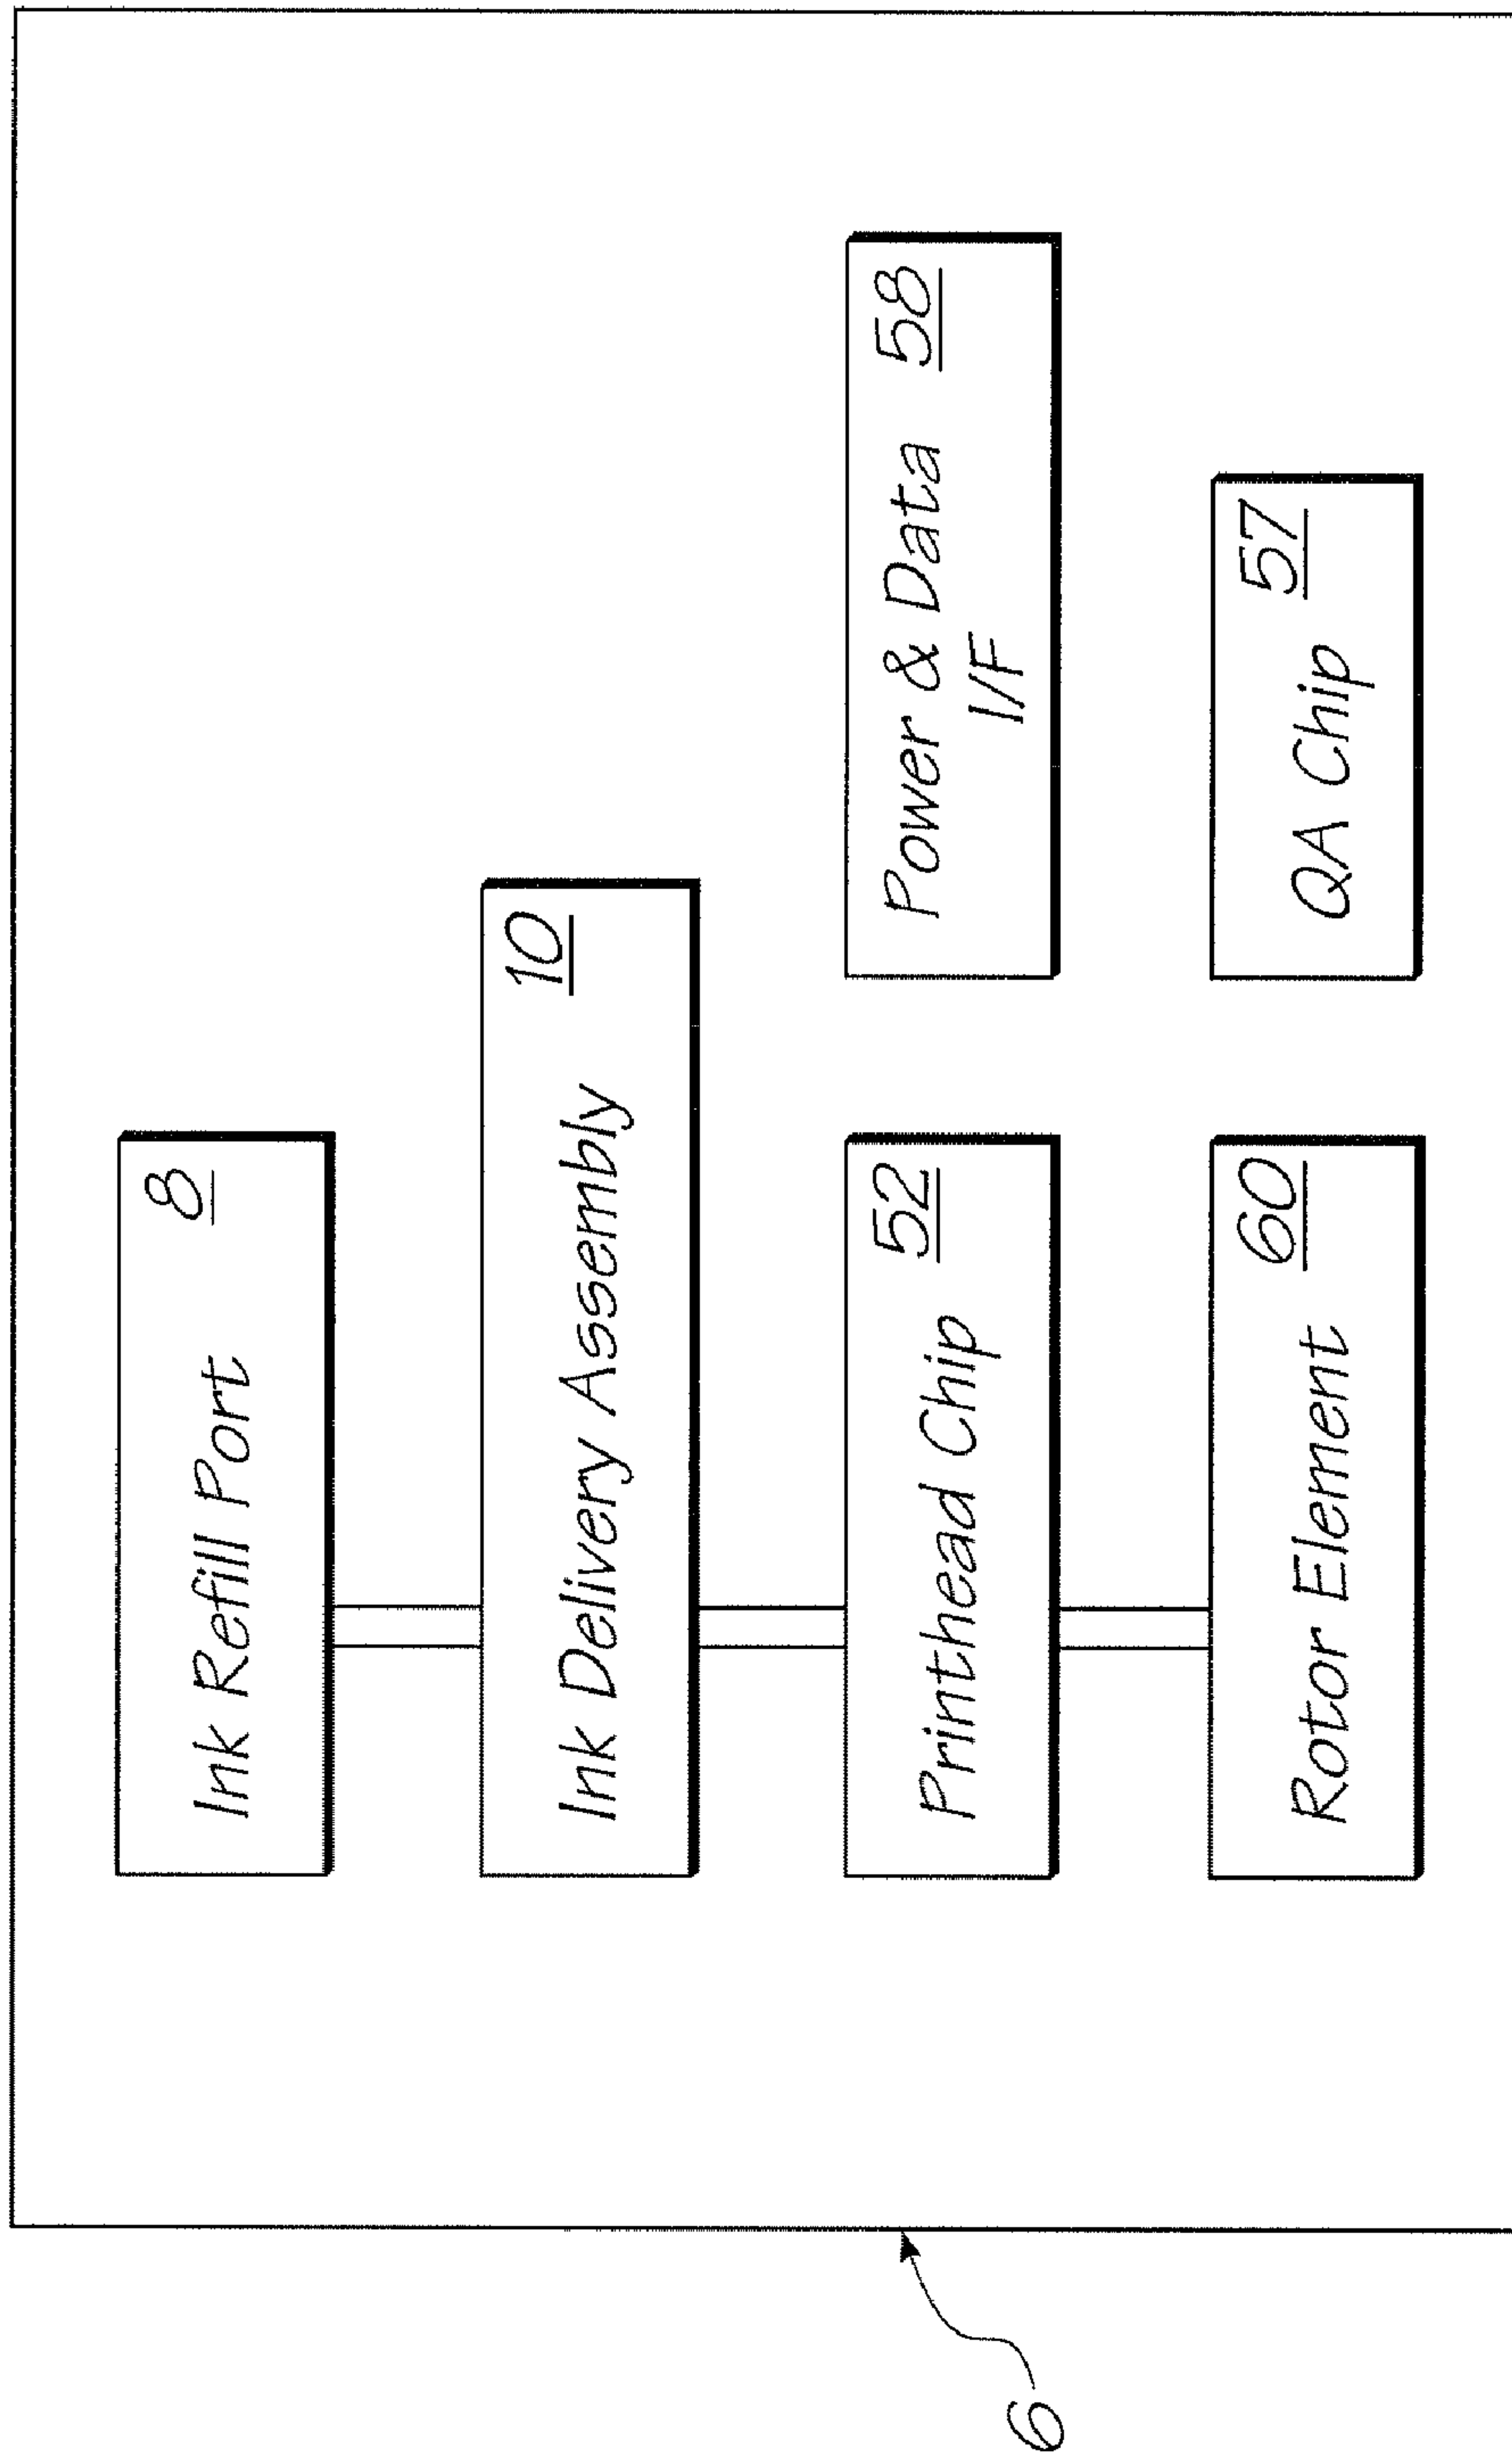 Ink Refill Port 8
Ink Delivery Assembly 10
Printhead Chip 52
Power & Data 58
I/F
Rotor Element 60
QA Chip 57
6